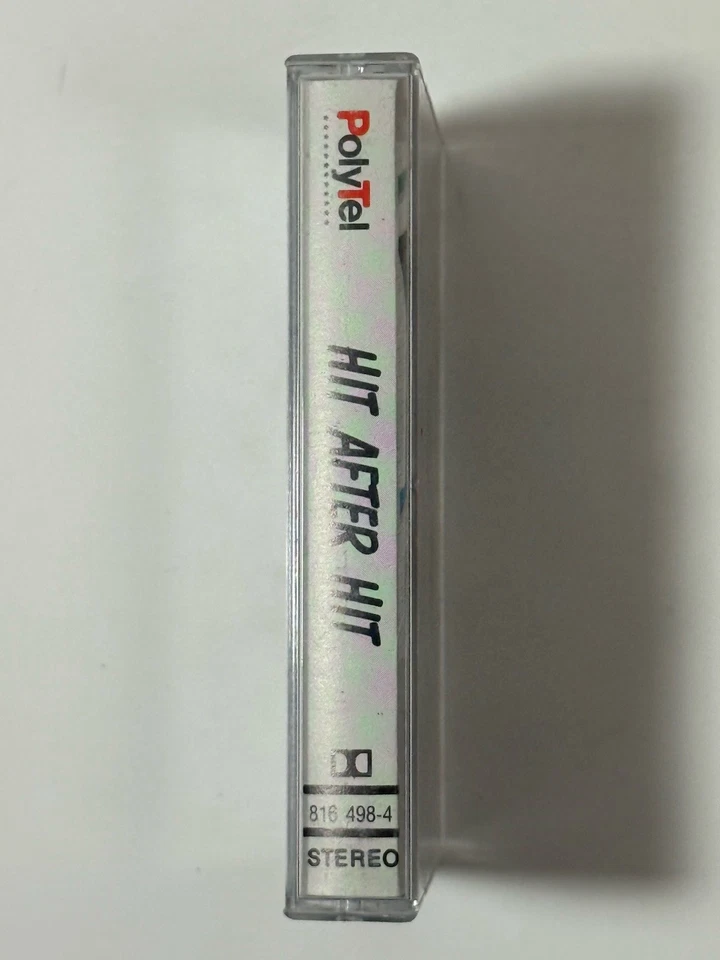 PolyTel
HIT AFTER HIT
816 498-4
STEREO